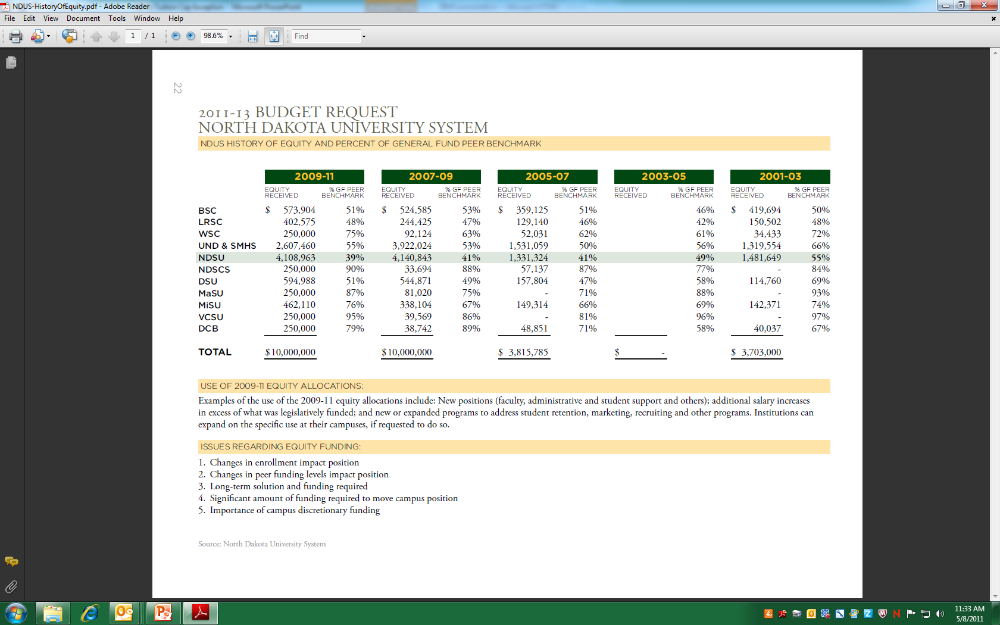 NDUS-HistoryOfEquity.pdf - Adobe Reader
File Edit View Document Tools Window Help
1 / 1 98.6% Find
22
2011-13 BUDGET REQUEST
NORTH DAKOTA UNIVERSITY SYSTEM
NDUS HISTORY OF EQUITY AND PERCENT OF GENERAL FUND PEER BENCHMARK
2009-11 2007-09 2005-07 2003-05 2001-03
EQUITY % GF PEER EQUITY % GF PEER EQUITY % GF PEER EQUITY % GF PEER EQUITY % GF PEER
RECEIVED BENCHMARK RECEIVED BENCHMARK RECEIVED BENCHMARK RECEIVED BENCHMARK RECEIVED BENCHMARK
BSC $ 573,904 51% $ 524,585 53% $ 359,125 51% 46% $ 419,694 50%
LRSC 402,575 48% 244,425 47% 129,140 46% 42% 150,502 48%
WSC 250,000 75% 92,124 63% 52,031 62% 61% 34,433 72%
UND & SMHS 2,607,460 55% 3,922,024 53% 1,531,059 50% 56% 1,319,554 66%
NDSU 4,108,963 39% 4,140,843 41% 1,331,324 41% 49% 1,481,649 55%
NDSCS 250,000 90% 33,694 88% 57,137 87% 77% - 84%
DSU 594,988 51% 544,871 49% 157,804 47% 58% 114,760 69%
MaSU 250,000 87% 81,020 75% - 71% 88% - 93%
MiSU 462,110 76% 338,104 67% 149,314 66% 69% 142,371 74%
VCSU 250,000 95% 39,569 86% - 81% 96% - 97%
DCB 250,000 79% 38,742 89% 48,851 71% 58% 40,037 67%
TOTAL $10,000,000 $10,000,000 $ 3,815,785 $ - $ 3,703,000
USE OF 2009-11 EQUITY ALLOCATIONS:
Examples of the use of the 2009-11 equity allocations include: New positions (faculty, administrative and student support and others); additional salary increases
in excess of what was legislatively funded; and new or expanded programs to address student retention, marketing, recruiting and other programs. Institutions can
expand on the specific use at their campuses, if requested to do so.
ISSUES REGARDING EQUITY FUNDING:
1. Changes in enrollment impact position
2. Changes in peer funding levels impact position
3. Long-term solution and funding required
4. Significant amount of funding required to move campus position
5. Importance of campus discretionary funding
Source: North Dakota University System
11:33 AM
5/8/2011